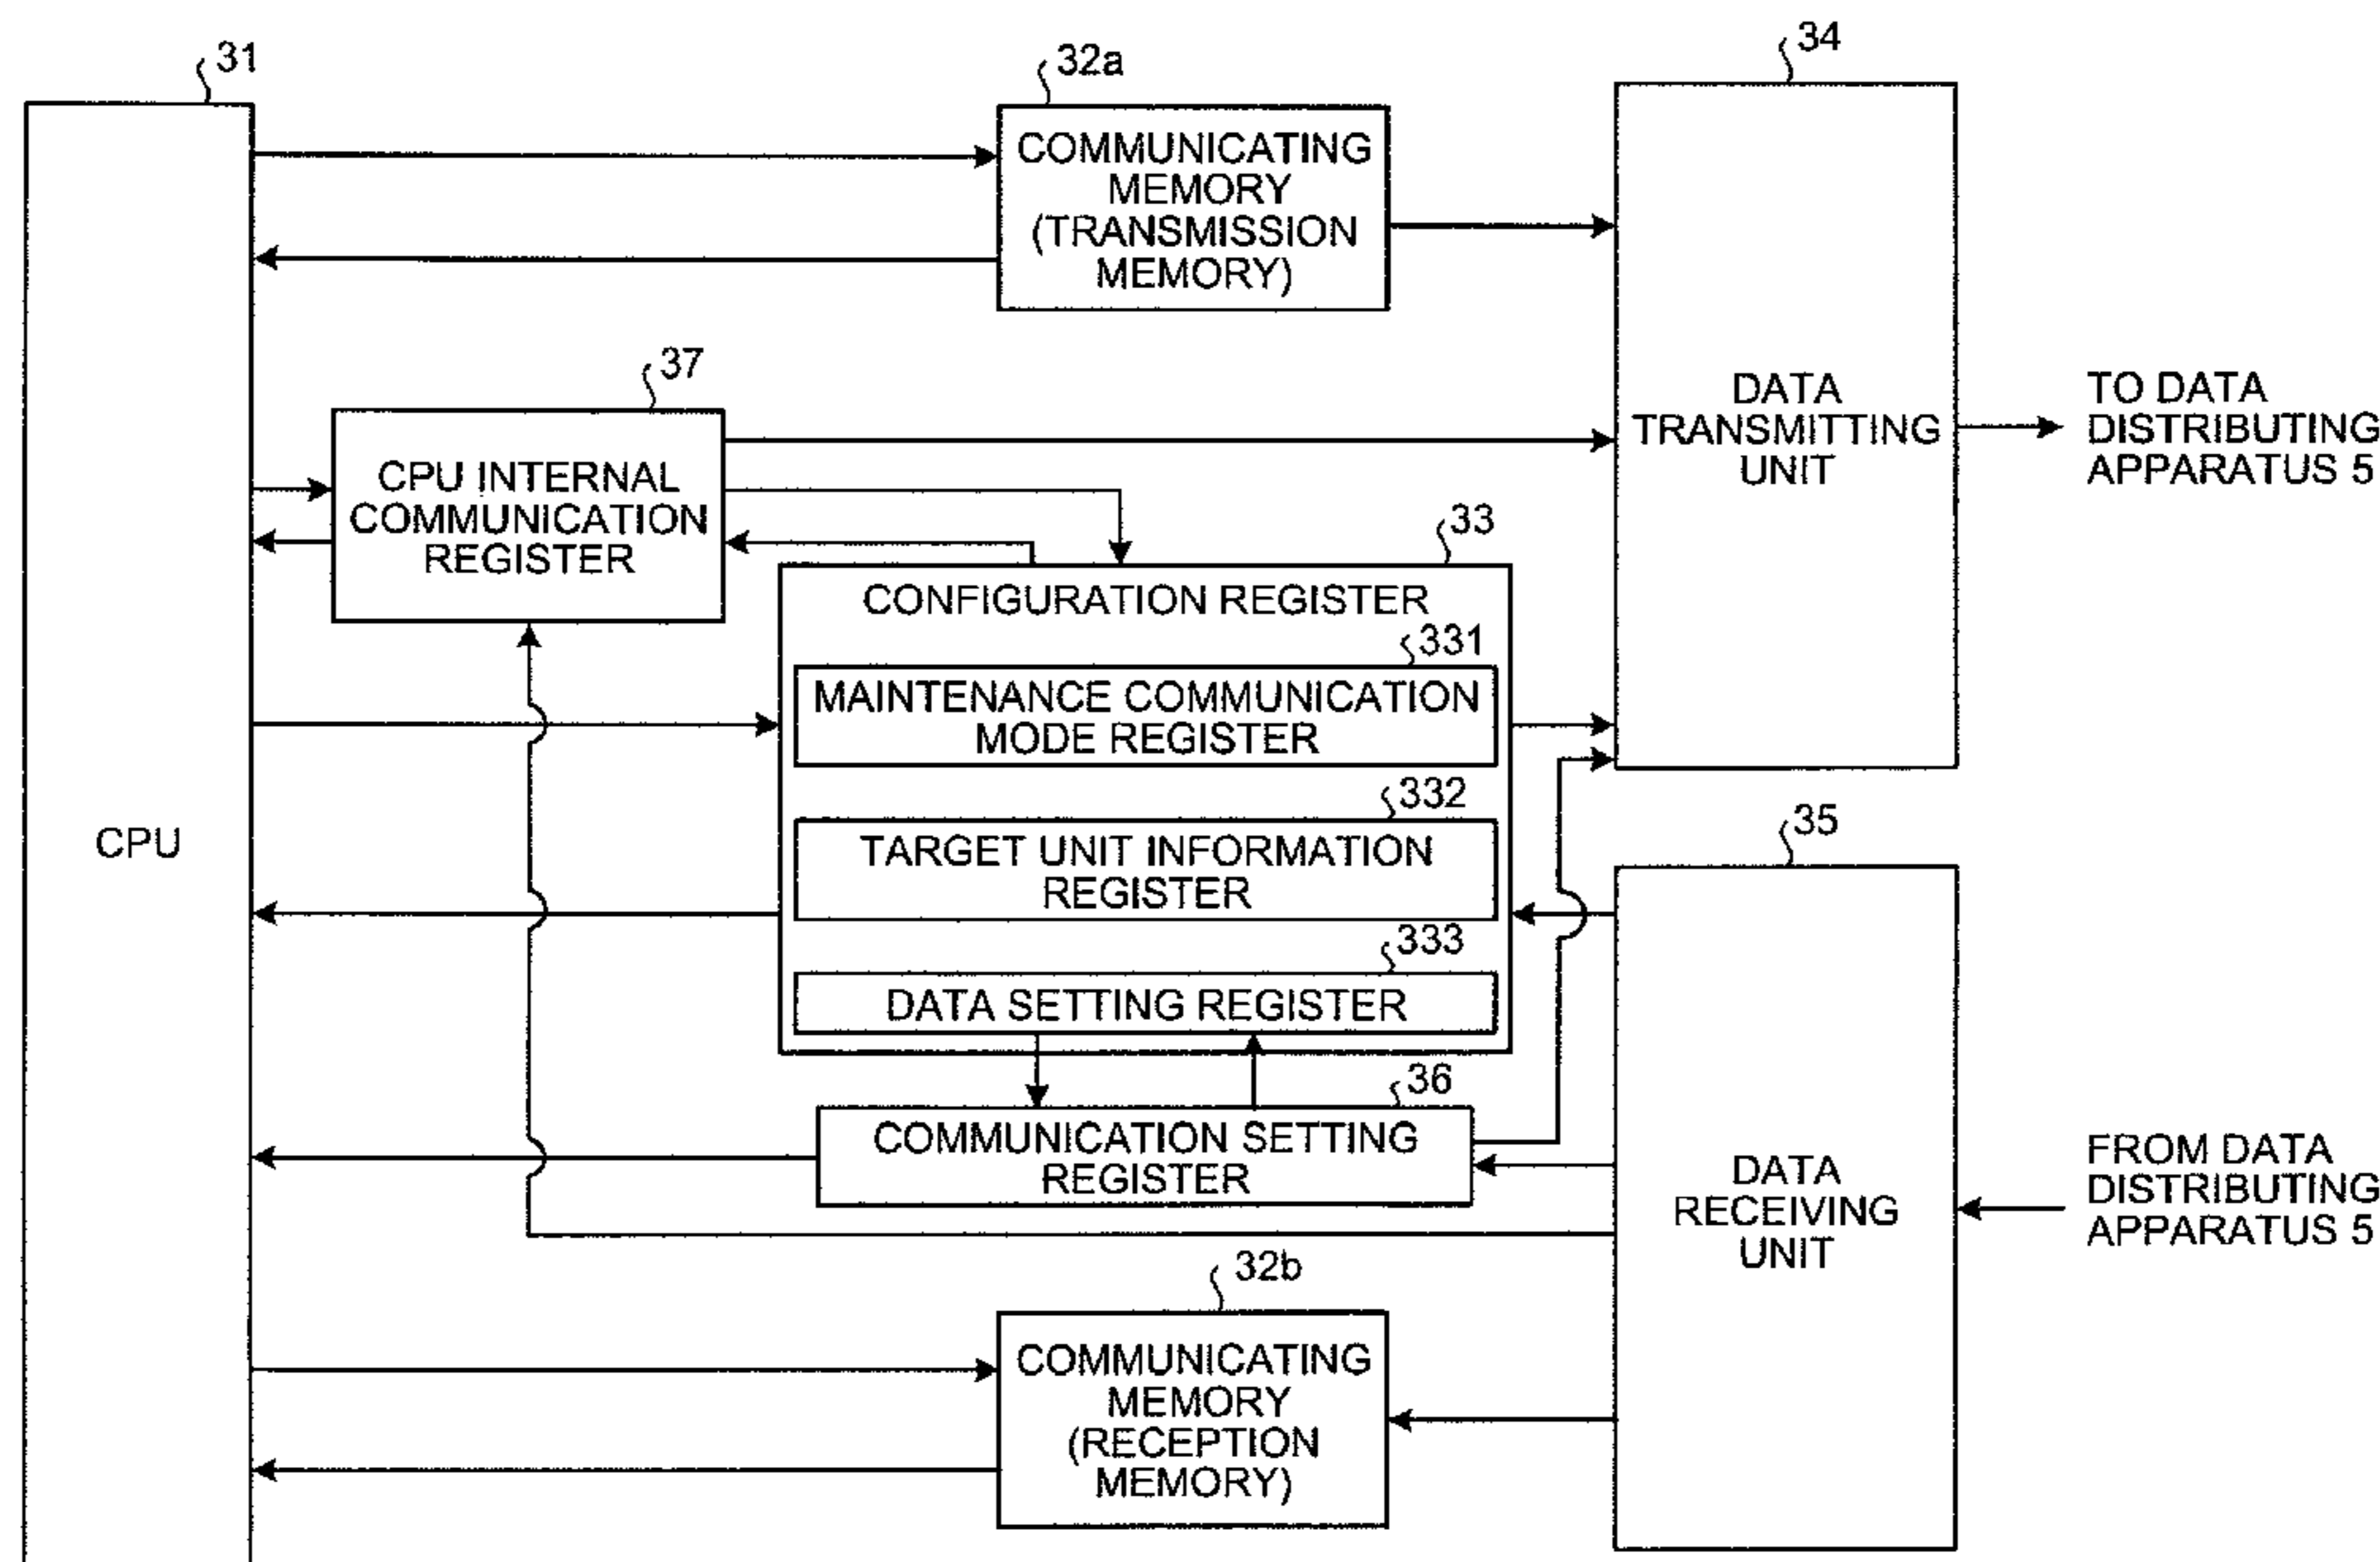 31
32a
34
COMMUNICATING
MEMORY
(TRANSMISSION
MEMORY)
37
CPU INTERNAL
COMMUNICATION
REGISTER
DATA
TRANSMITTING
UNIT
TO DATA
DISTRIBUTING
APPARATUS 5
33
CONFIGURATION REGISTER
331
MAINTENANCE COMMUNICATION
MODE REGISTER
332
TARGET UNIT INFORMATION
REGISTER
333
DATA SETTING REGISTER
CPU
35
36
COMMUNICATION SETTING
REGISTER
DATA
RECEIVING
UNIT
FROM DATA
DISTRIBUTING
APPARATUS 5
32b
COMMUNICATING
MEMORY
(RECEPTION
MEMORY)